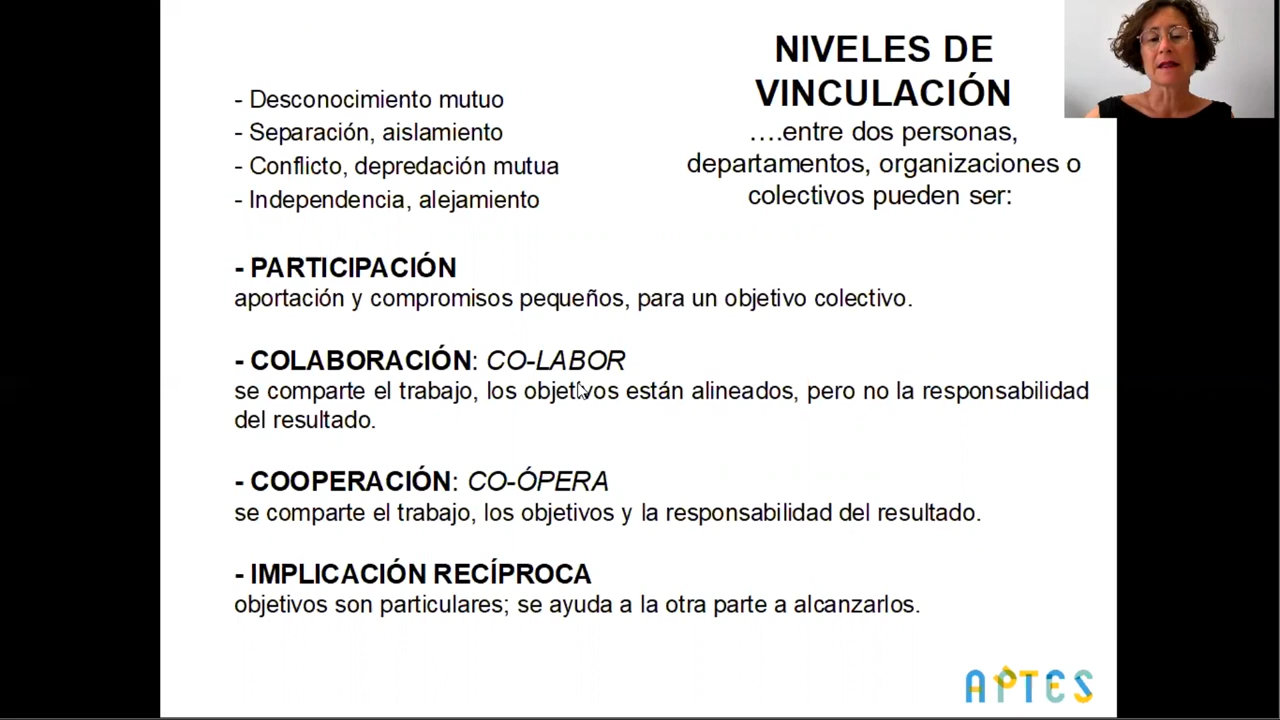 NIVELES DE
VINCULACIÓN
….entre dos personas,
departamentos, organizaciones o
colectivos pueden ser:
- Desconocimiento mutuo
- Separación, aislamiento
- Conflicto, depredación mutua
- Independencia, alejamiento
- PARTICIPACIÓN
aportación y compromisos pequeños, para un objetivo colectivo.
- COLABORACIÓN: CO-LABOR
se comparte el trabajo, los objetivos están alineados, pero no la responsabilidad
del resultado.
- COOPERACIÓN: CO-ÓPERA
se comparte el trabajo, los objetivos y la responsabilidad del resultado.
- IMPLICACIÓN RECÍPROCA
objetivos son particulares; se ayuda a la otra parte a alcanzarlos.
APTES